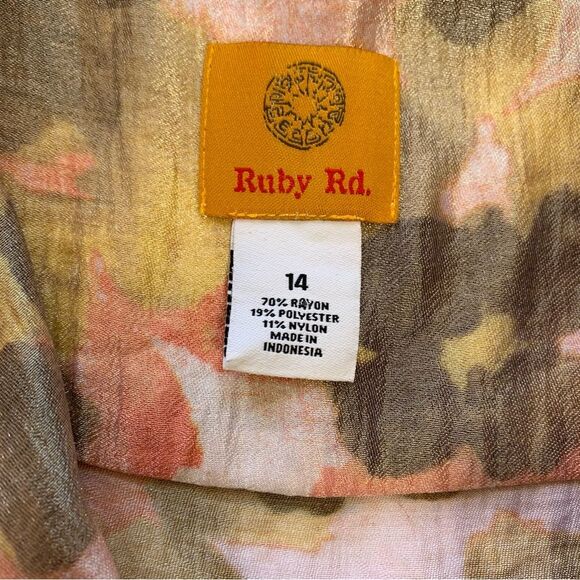 Ruby Rd.
14
70% RAYON
19% POLYESTER
11% NYLON
MADE IN
INDONESIA